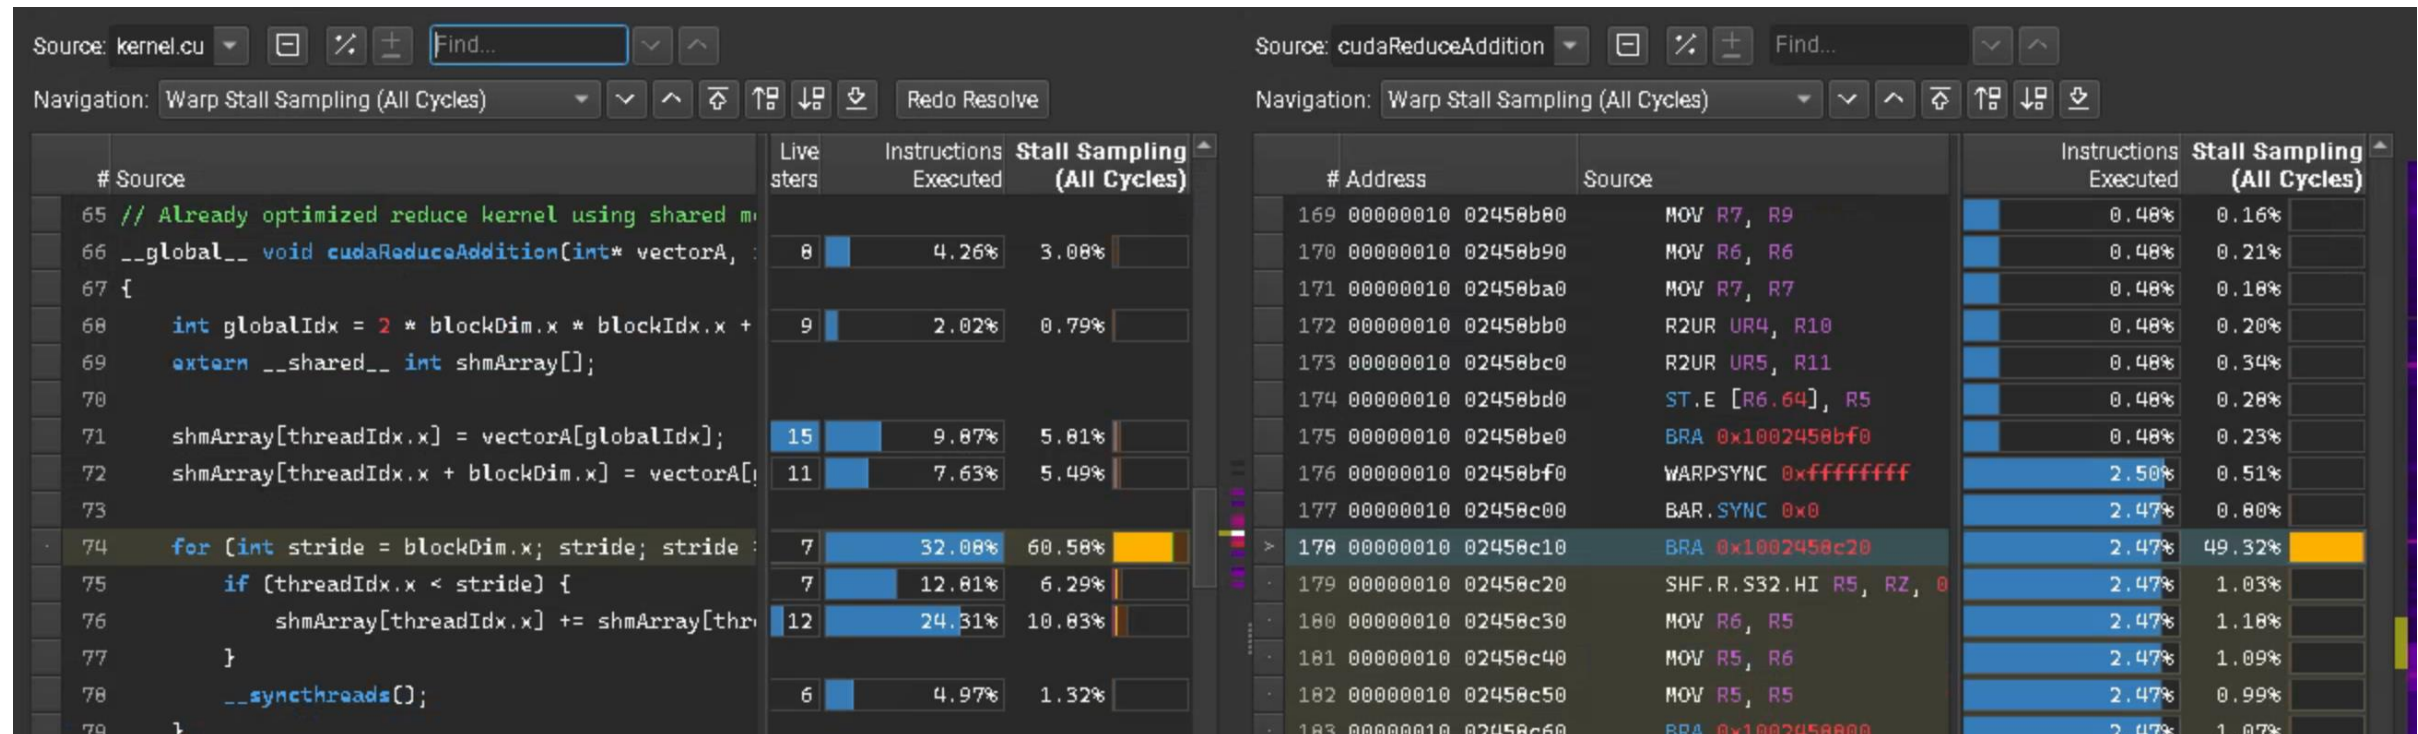 Source: kernel.cu Find...
Navigation: Warp Stall Sampling (All Cycles) Redo Resolve
Live Instructions Stall Sampling
# Source sters Executed (All Cycles)
65 // Already optimized reduce kernel using shared
66 __global__ void cudaReduceAddition(int* vectorA, 8 4.26% 3.08%
67 {
68 int globalIdx = 2 * blockDim.x * blockIdx.x + 9 2.02% 0.79%
69 extern __shared__ int shmArray[];
70
71 shmArray[threadIdx.x] = vectorA[globalIdx]; 15 9.87% 5.81%
72 shmArray[threadIdx.x + blockDim.x] = vectorA[ 11 7.63% 5.49%
73
74 for (int stride = blockDim.x; stride; stride 7 32.08% 60.58%
75 if (threadIdx.x < stride) { 7 12.81% 6.29%
76 shmArray[threadIdx.x] += shmArray[thr 12 24.31% 10.83%
77 }
78 __syncthreads(); 6 4.97% 1.32%
79 }
Source: cudaReduceAddition Find...
Navigation: Warp Stall Sampling (All Cycles)
Instructions Stall Sampling
# Address Source Executed (All Cycles)
169 00000010 02458b80 MOV R7, R9 0.48% 0.16%
170 00000010 02458b90 MOV R6, R6 0.48% 0.21%
171 00000010 02458ba0 MOV R7, R7 0.48% 0.18%
172 00000010 02458bb0 R2UR UR4, R10 0.48% 0.20%
173 00000010 02458bc0 R2UR UR5, R11 0.48% 0.34%
174 00000010 02458bd0 ST.E [R6.64], R5 0.48% 0.28%
175 00000010 02458be0 BRA 0x1002458bf0 0.48% 0.23%
176 00000010 02458bf0 WARPSYNC 0xffffffff 2.50% 0.51%
177 00000010 02458c00 BAR.SYNC 0x0 2.47% 0.80%
> 178 00000010 02458c10 BRA 0x1002458c20 2.47% 49.32%
179 00000010 02458c20 SHF.R.S32.HI R5, RZ, 0 2.47% 1.03%
180 00000010 02458c30 MOV R6, R5 2.47% 1.18%
181 00000010 02458c40 MOV R5, R6 2.47% 1.09%
182 00000010 02458c50 MOV R5, R5 2.47% 0.99%
183 00000010 02458c60 BRA 0x1002458800 2.47% 1.07%